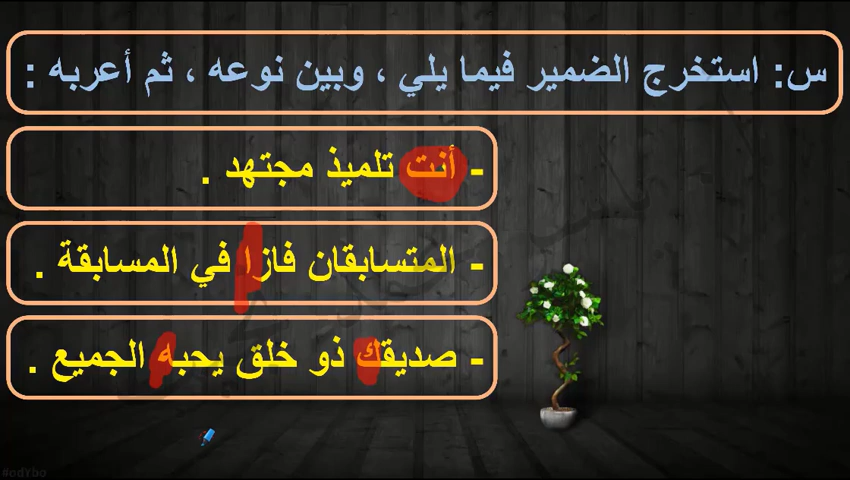 س: استخرج الضمير فيما يلي ، وبين نوعه ، ثم أعربه :
- أنت تلميذ مجتهد .
- المتسابقان فازا في المسابقة .
- صديقك ذو خلق يحبه الجميع .